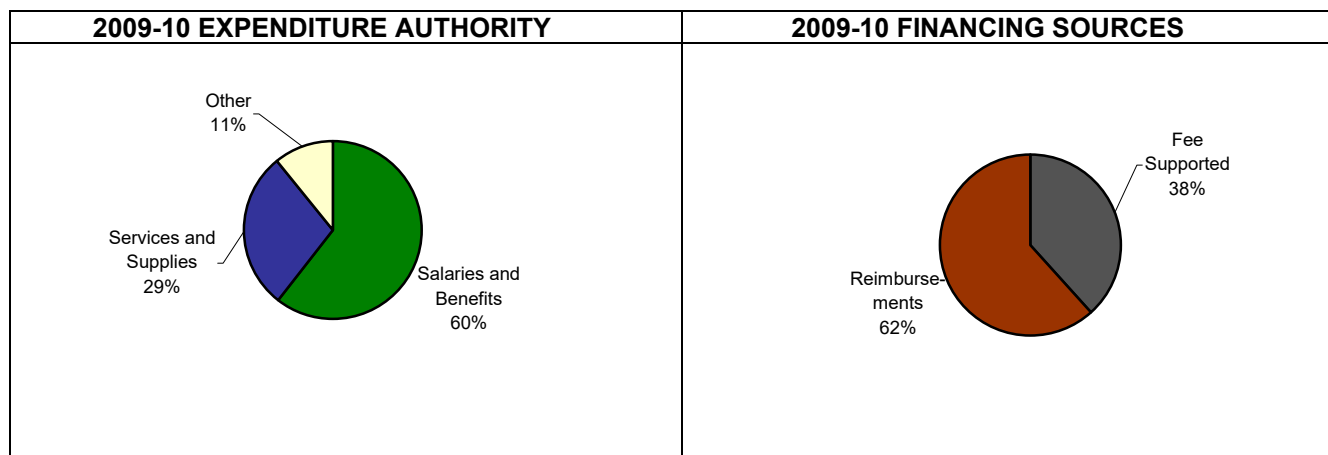 2009-10 EXPENDITURE AUTHORITY
Other
11%
Services and
Supplies
29%
Salaries and
Benefits
60%
2009-10 FINANCING SOURCES
Fee
Supported
38%
Reimburse-
ments
62%